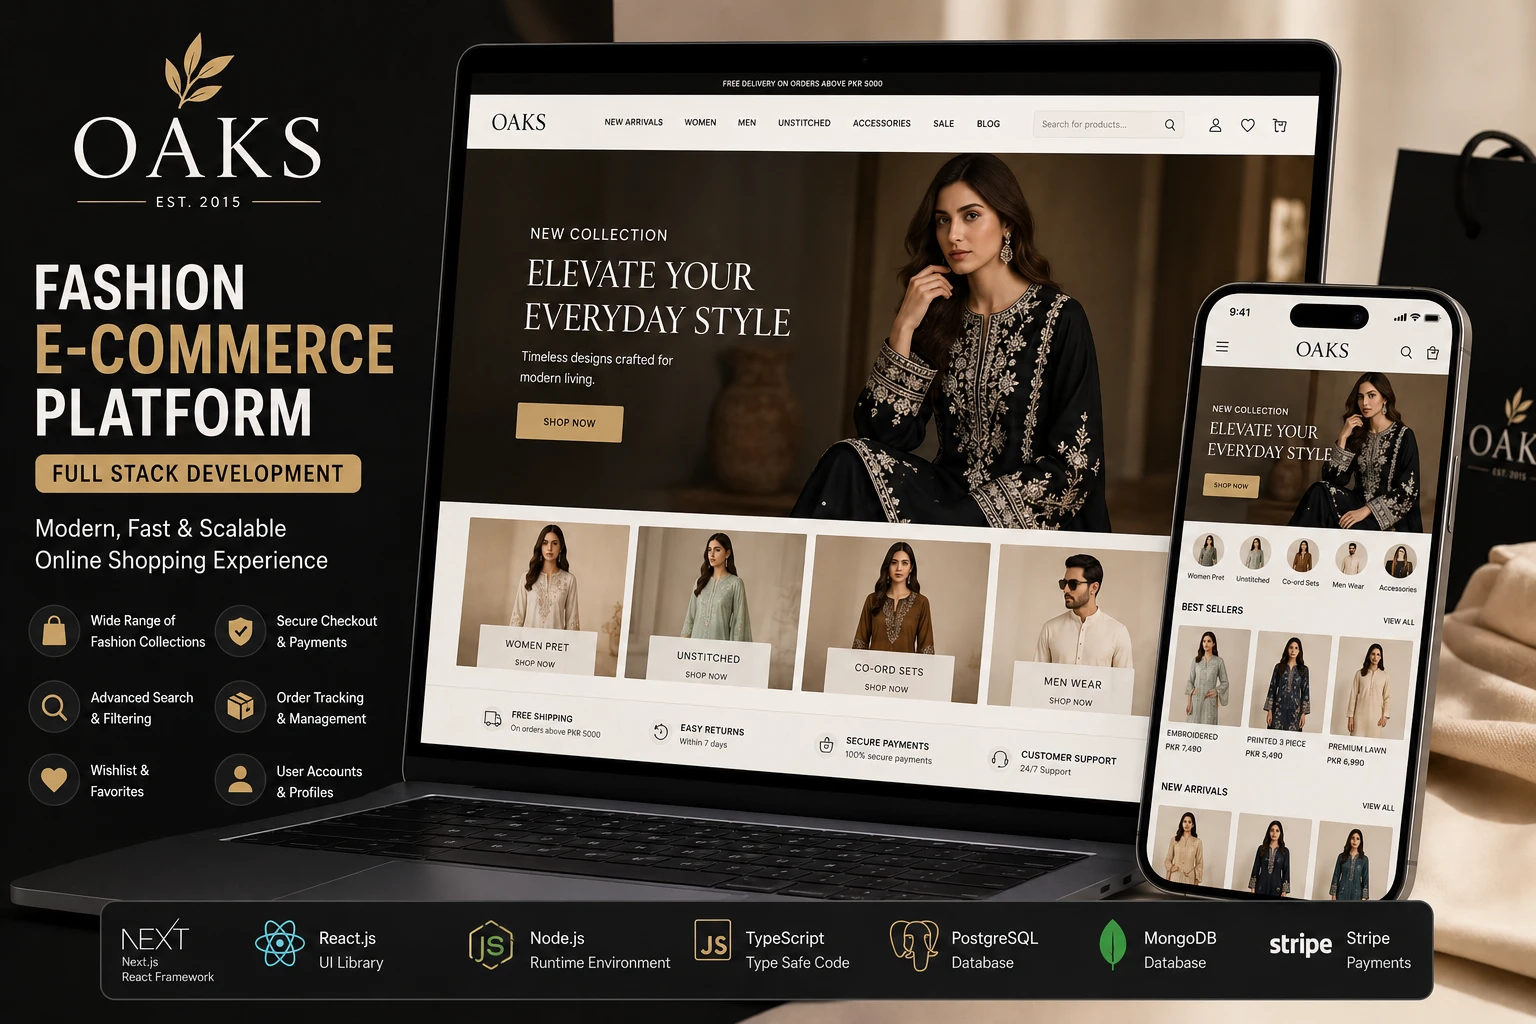 OAKS
EST. 2015
FASHION
E-COMMERCE
PLATFORM
FULL STACK DEVELOPMENT
Modern, Fast & Scalable
Online Shopping Experience
Wide Range of
Fashion Collections
Secure Checkout
& Payments
Advanced Search
& Filtering
Order Tracking
& Management
Wishlist &
Favorites
User Accounts
& Profiles
FREE DELIVERY ON ORDERS ABOVE PKR 5000
OAKS
NEW ARRIVALS
WOMEN
MEN
UNSTITCHED
ACCESSORIES
SALE
BLOG
Search for products...
NEW COLLECTION
ELEVATE YOUR
EVERYDAY STYLE
Timeless designs crafted for
modern living.
SHOP NOW
WOMEN PRET
SHOP NOW
UNSTITCHED
SHOP NOW
CO-ORD SETS
SHOP NOW
MEN WEAR
SHOP NOW
FREE SHIPPING
On orders above PKR 5000
EASY RETURNS
Within 7 days
SECURE PAYMENTS
100% secure payments
CUSTOMER SUPPORT
24/7 Support
9:41
OAKS
NEW COLLECTION
ELEVATE YOUR
EVERYDAY STYLE
SHOP NOW
Women Pret
Unstitched
Co-ord Sets
Men Wear
Accessories
BEST SELLERS
VIEW ALL
EMBROIDERED
PKR 7,490
PRINTED 3 PIECE
PKR 5,490
PREMIUM LAWN
PKR 6,990
NEW ARRIVALS
VIEW ALL
OAK
EST. 2015
NEXT
Next.js
React Framework
React.js
UI Library
JS
Node.js
Runtime Environment
JS
TypeScript
Type Safe Code
PostgreSQL
Database
MongoDB
Database
stripe
Stripe
Payments